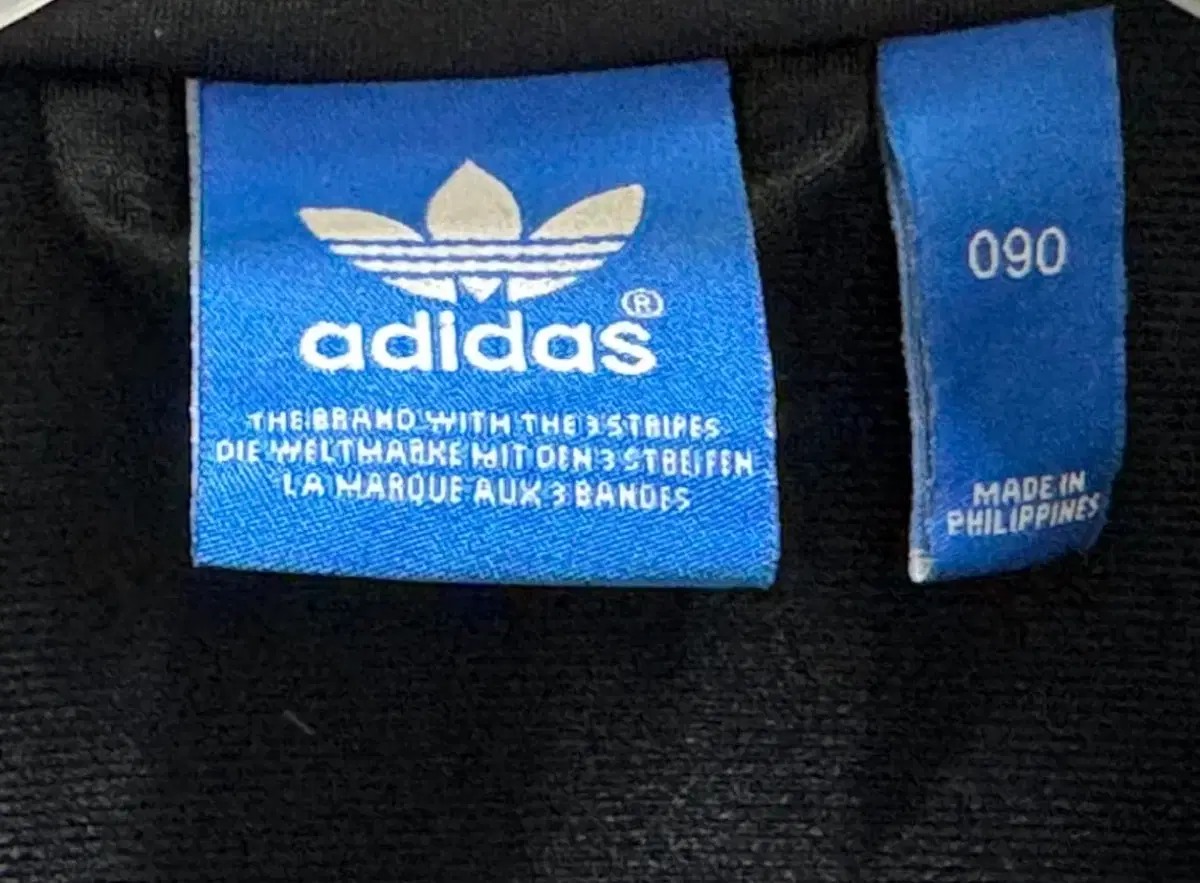 adidas®
THE BRAND WITH THE 3 STRIPES
DIE WELTMARKE MIT DEN 3 STREIFEN
LA MARQUE AUX 3 BANDES
090
MADE IN
PHILIPPINES